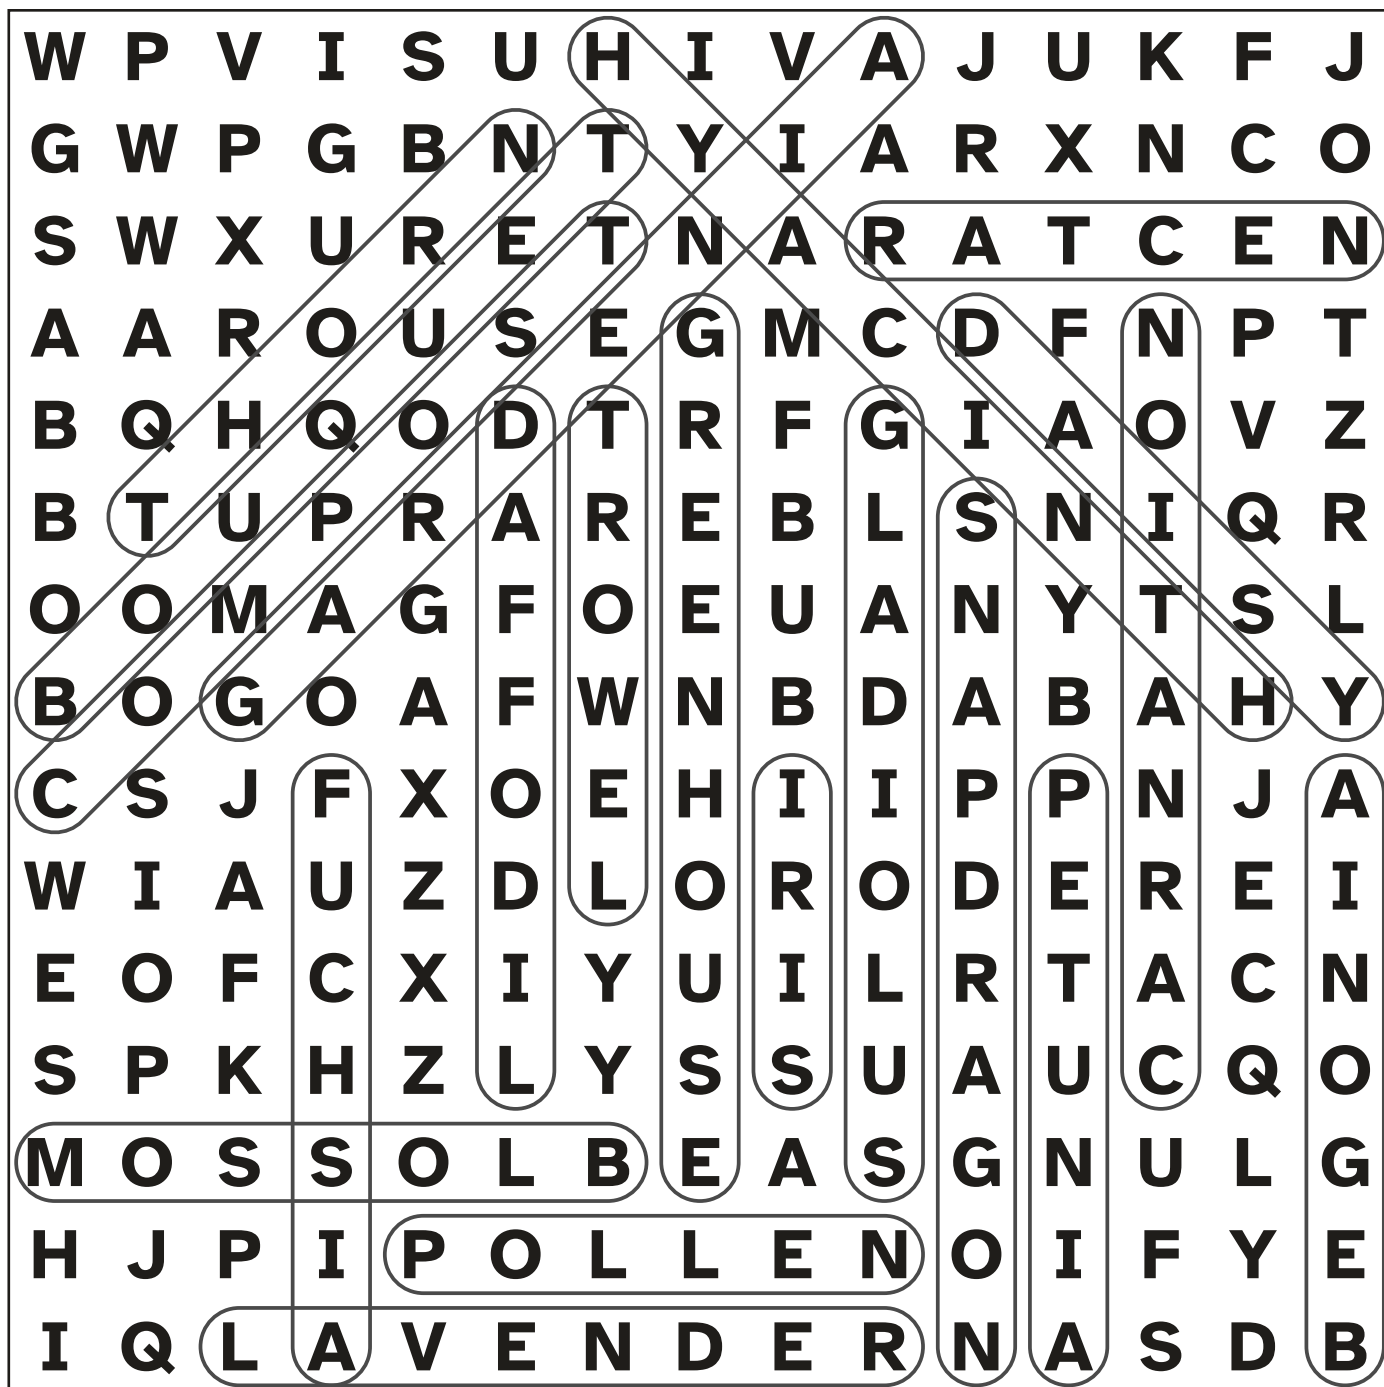 W P V I S U H I V A J U K F J
G W P G B N T Y I A R X N C O
S W X U R E T N A R A T C E N
A A R O U S E G M C D F N P T
B Q H Q O D T R F G I A O V Z
B T U P R A R E B L S N I Q R
O O M A G F O E U A N Y T S L
B O G O A F W N B D A B A H Y
C S J F X O E H I I P P N J A
W I A U Z D L O R O D E R E I
E O F C X I Y U I L R T A C N
S P K H Z L Y S S U A U C Q O
M O S S O L B E A S G N U L G
H J P I P O L L E N O I F Y E
I Q L A V E N D E R N A S D B